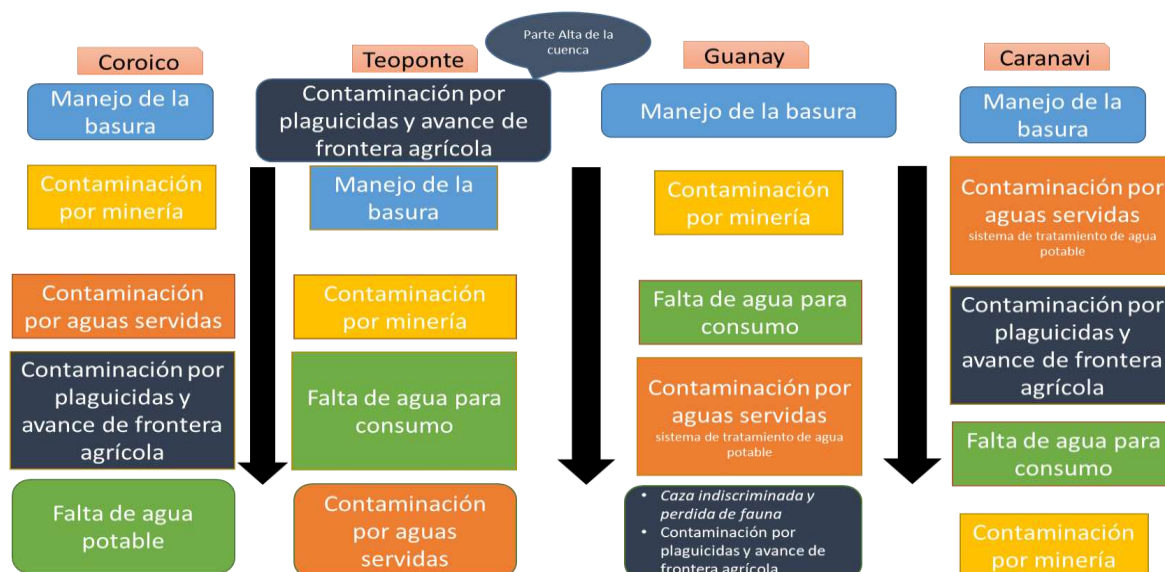 Parte Alta de la
cuenca
Coroico
Manejo de la
basura
Contaminación
por minería
Contaminación
por aguas servidas
Contaminación por
plaguicidas y
avance de frontera
agrícola
Falta de agua
potable
Teoponte
Contaminación por
plaguicidas y avance de
frontera agrícola
Manejo de la
basura
Contaminación
por minería
Falta de agua para
consumo
Contaminación
por aguas
servidas
Guanay
Manejo de la basura
Contaminación
por minería
Falta de agua para
consumo
Contaminación por
aguas servidas
sistema de tratamiento de agua
potable
• Caza indiscriminada y
perdida de fauna
• Contaminación por
plaguicidas y avance de
frontera agrícola
Caranavi
Manejo de la
basura
Contaminación por
aguas servidas
sistema de tratamiento de agua
potable
Contaminación por
plaguicidas y
avance de frontera
agrícola
Falta de agua para
consumo
Contaminación
por minería